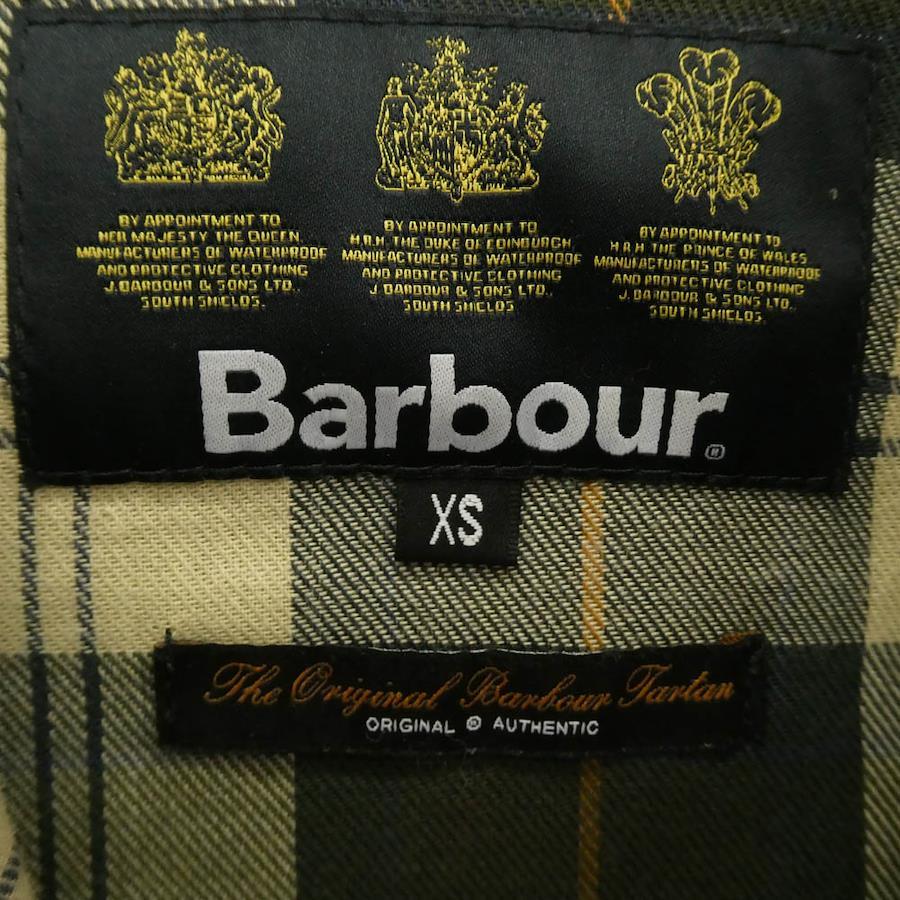 BY APPOINTMENT TO
HER MAJESTY THE QUEEN
MANUFACTURERS OF WATERPROOF
AND PROTECTIVE CLOTHING
J. BARBOUR & SONS LTD.,
SOUTH SHIELDS.
BY APPOINTMENT TO
H.R.H. THE DUKE OF EDINBURGH
MANUFACTURERS OF WATERPROOF
AND PROTECTIVE CLOTHING
J. BARBOUR & SONS LTD.,
SOUTH SHIELDS.
BY APPOINTMENT TO
H.R.H THE PRINCE OF WALES
MANUFACTURERS OF WATERPROOF
AND PROTECTIVE CLOTHING
J. BARBOUR & SONS LTD.
SOUTH SHIELDS.
Barbour®
XS
The Original Barbour Tartan
ORIGINAL ® AUTHENTIC